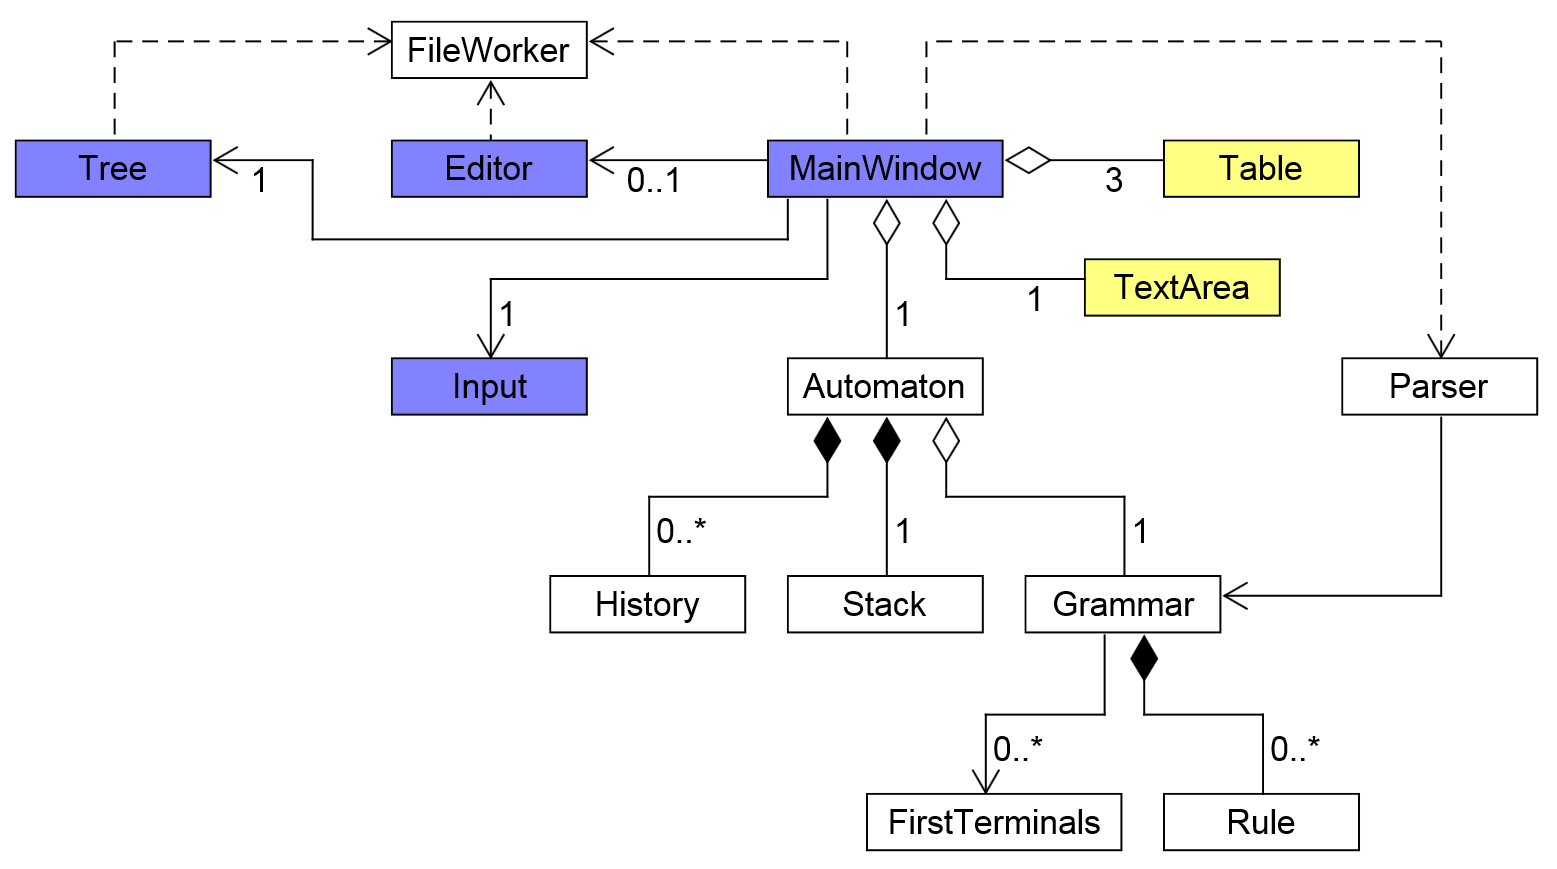 FileWorker
Tree
1
Editor
0..1
MainWindow
3
Table
TextArea
1
1
1
Input
Automaton
Parser
0..*
1
1
History
Stack
Grammar
0..*
0..*
FirstTerminals
Rule